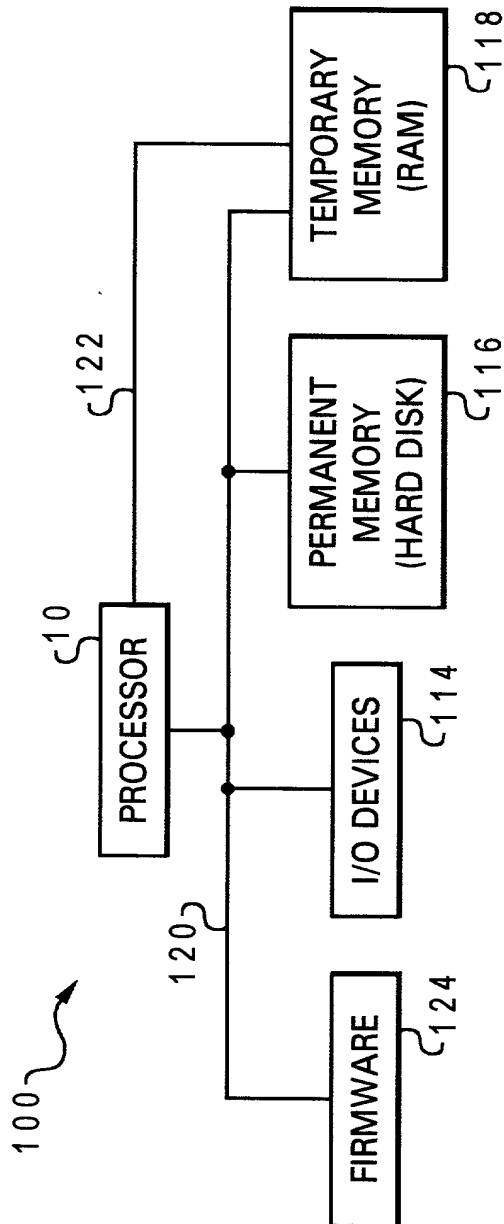 100
10
PROCESSOR
122
120
FIRMWARE
124
I/O DEVICES
114
PERMANENT
MEMORY
(HARD DISK)
116
TEMPORARY
MEMORY
(RAM)
118